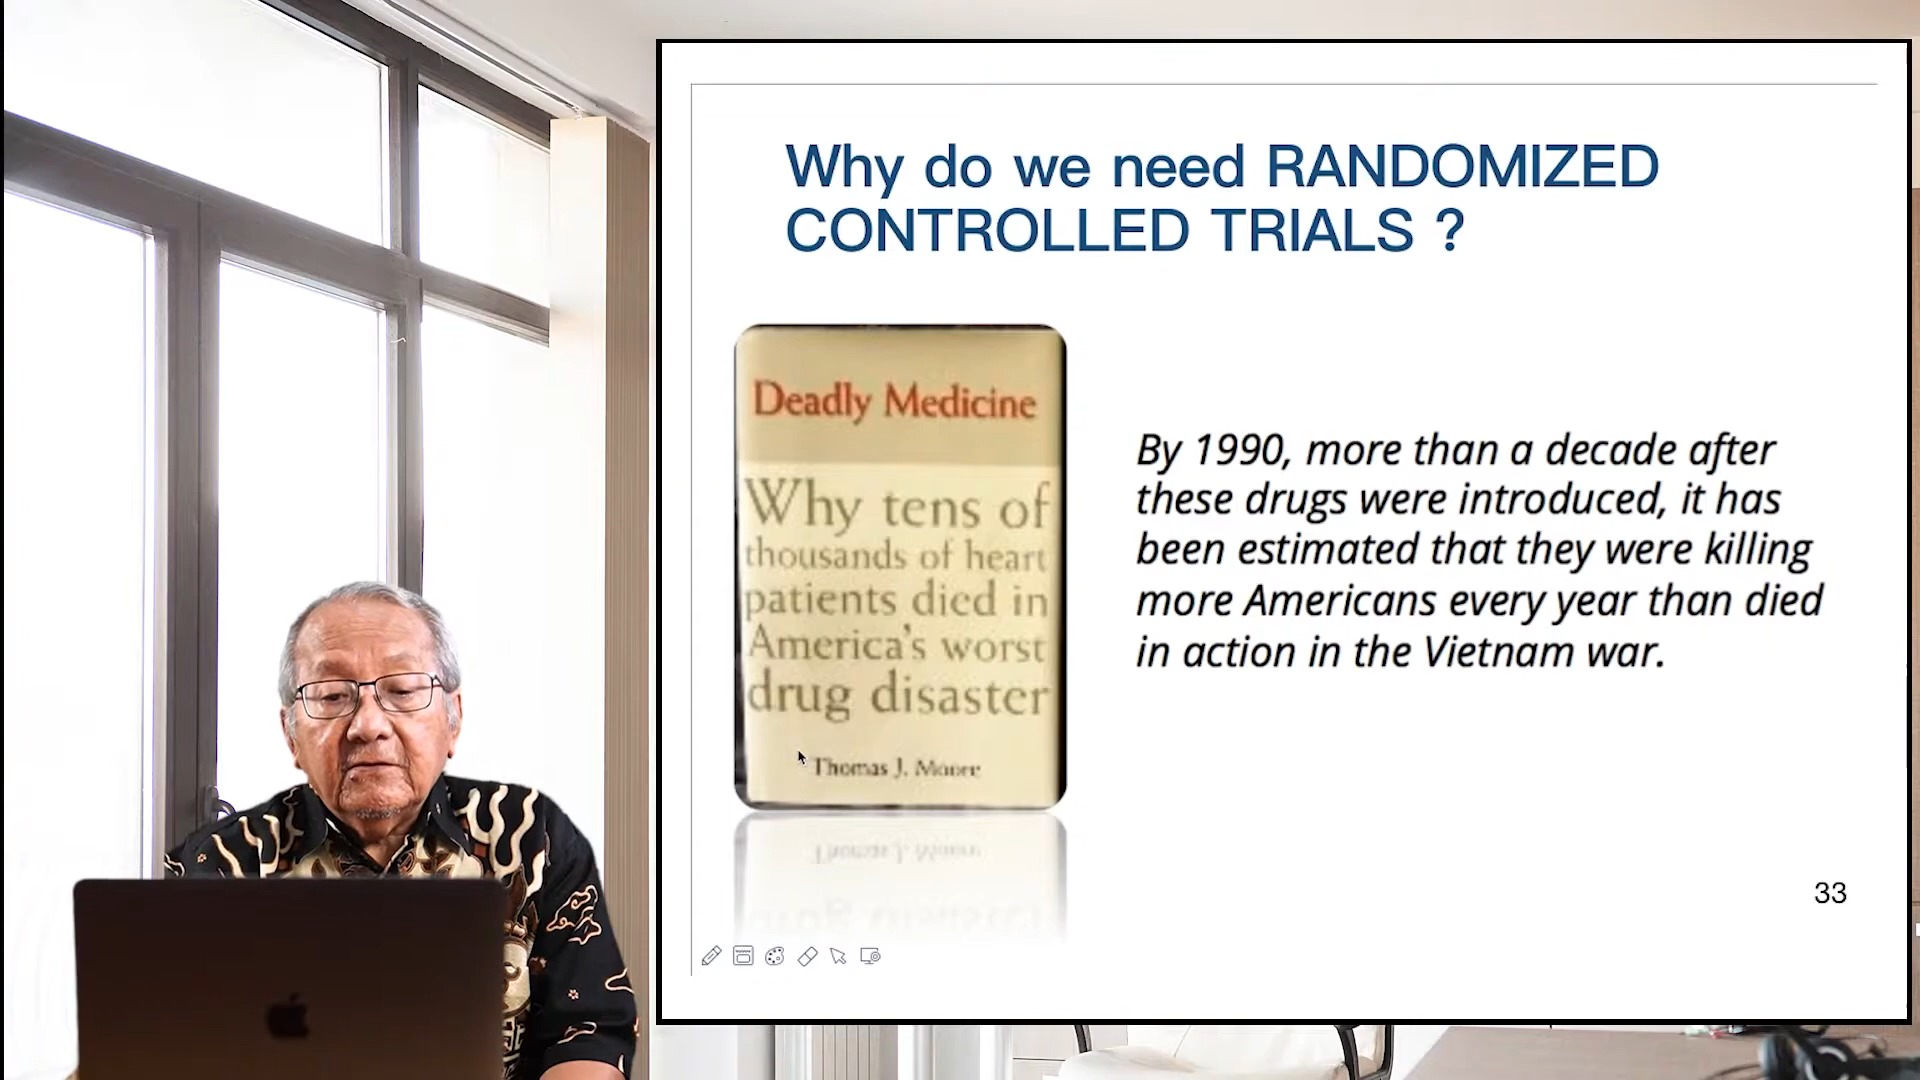 Why do we need RANDOMIZED
CONTROLLED TRIALS ?
Deadly Medicine
Why tens of
thousands of heart
patients died in
America's worst
drug disaster
Thomas J. Moore
By 1990, more than a decade after
these drugs were introduced, it has
been estimated that they were killing
more Americans every year than died
in action in the Vietnam war.
33